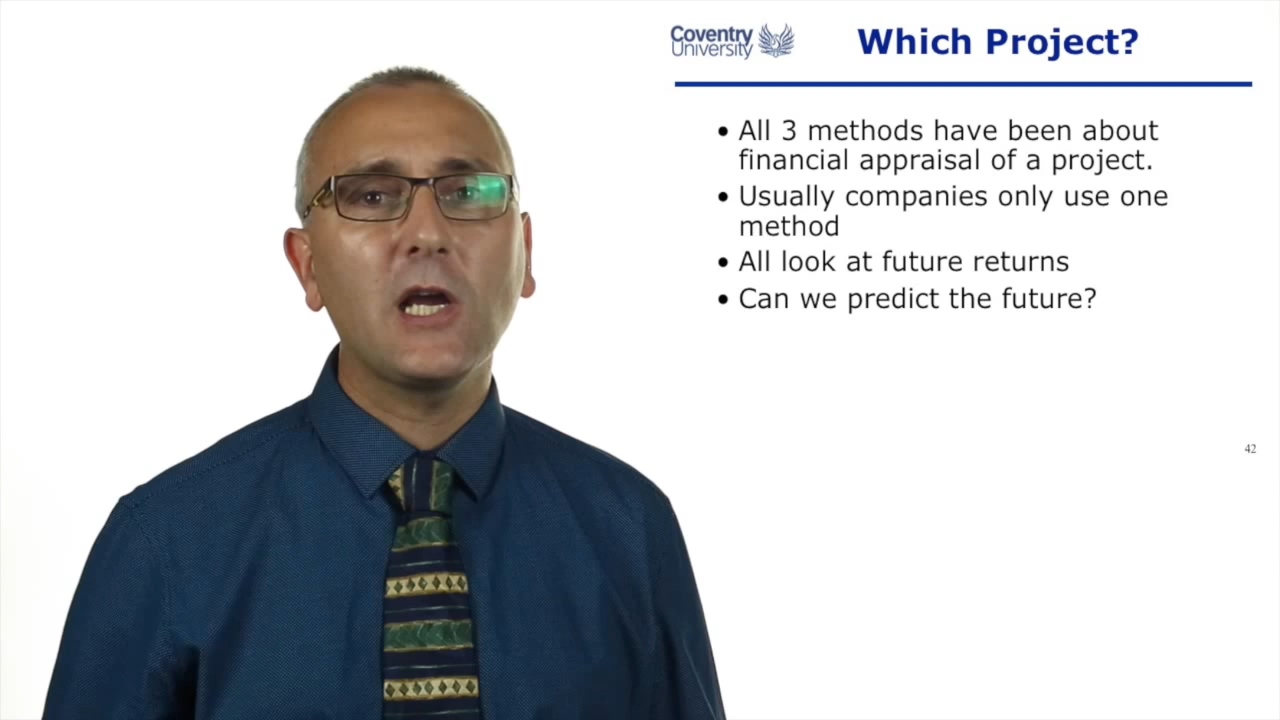 Coventry
University
Which Project?
• All 3 methods have been about
financial appraisal of a project.
• Usually companies only use one
method
• All look at future returns
• Can we predict the future?
42